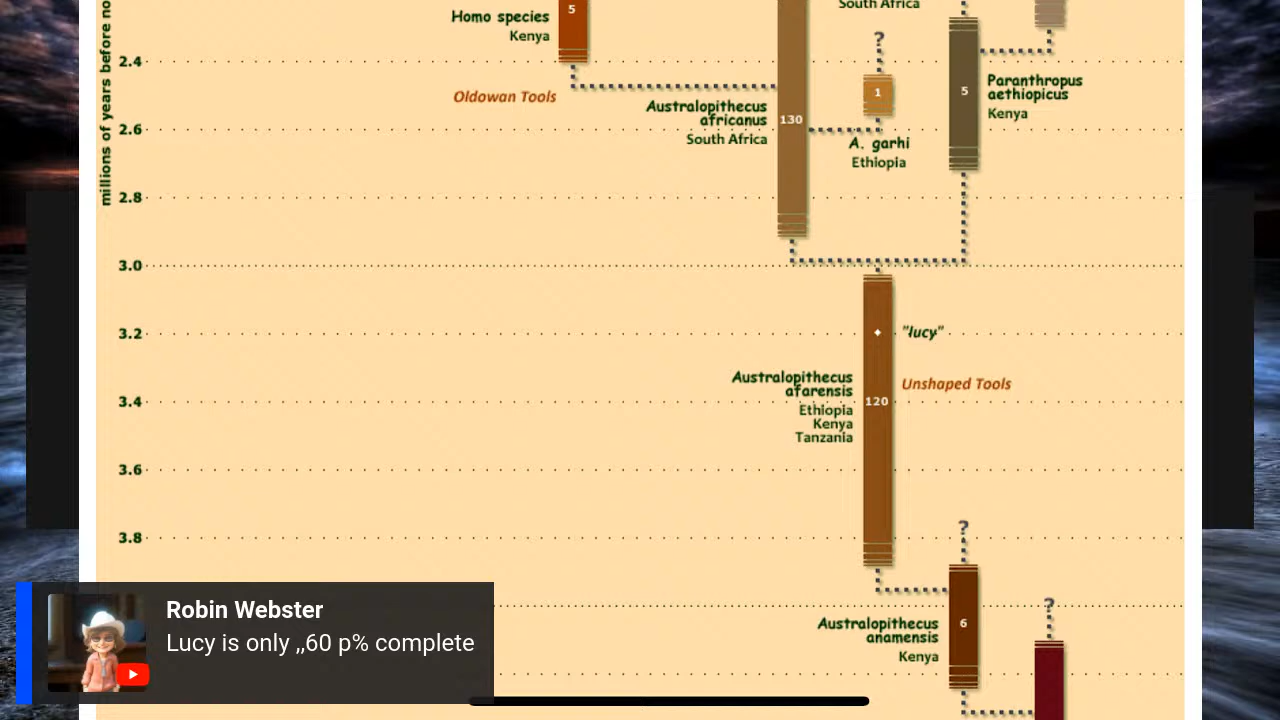 South Africa
5
Homo species
Kenya
?
millions of years before no
2.4
Oldowan Tools
1
5
Paranthropus
aethiopicus
Kenya
Australopithecus
africanus
South Africa
130
2.6
A. garhi
Ethiopia
2.8
3.0
3.2
"lucy"
Australopithecus
afarensis
Ethiopia
Kenya
Tanzania
Unshaped Tools
3.4
120
3.6
?
3.8
?
Australopithecus
anamensis
Kenya
6
Robin Webster
Lucy is only ,,60 p% complete